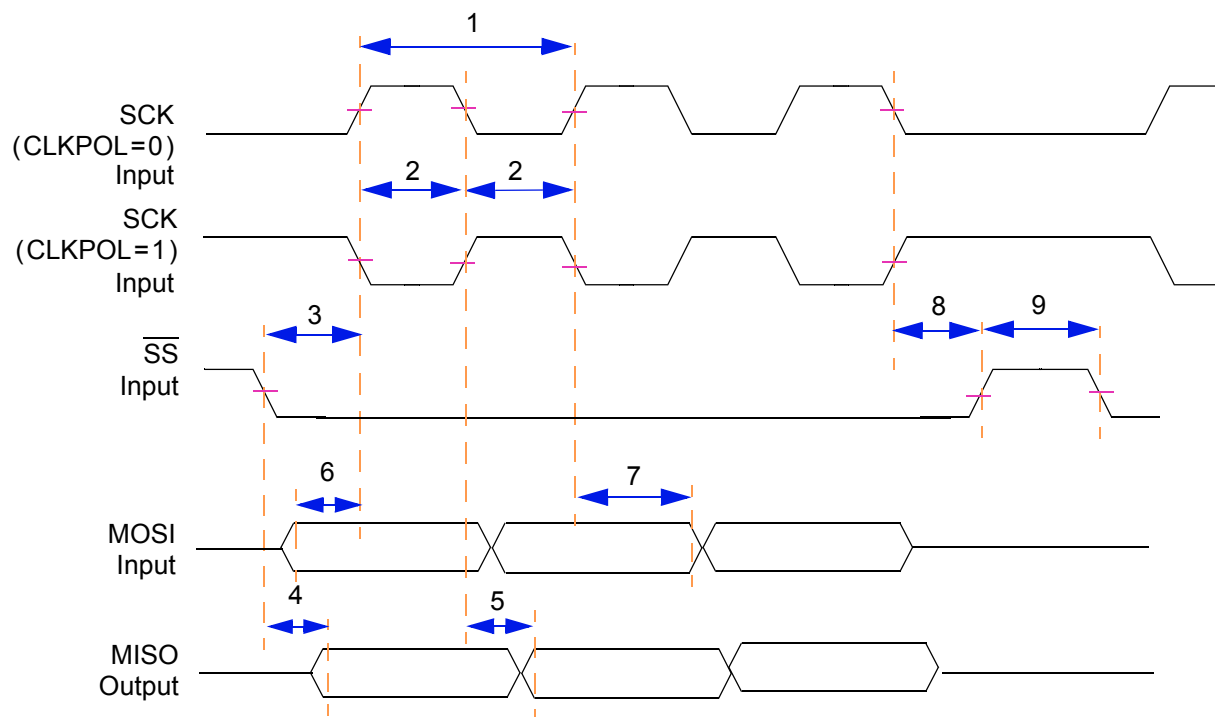 1
SCK
(CLKPOL=0)
Input
2 2
SCK
(CLKPOL=1)
Input
3
8 9
SS
Input
6
7
MOSI
Input
4
5
MISO
Output